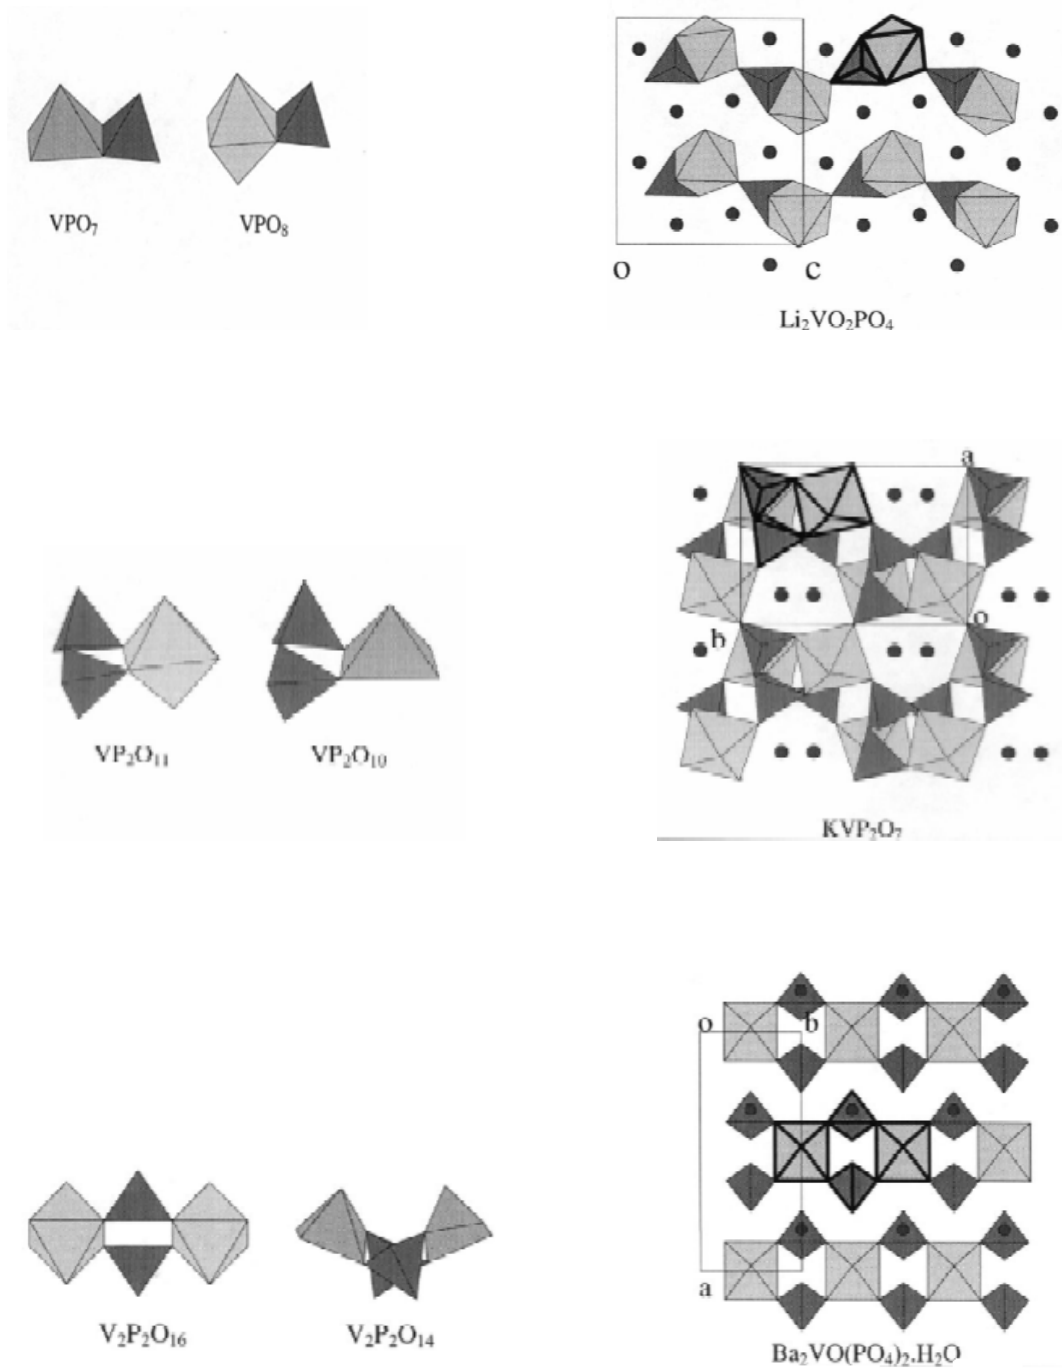 VPO₇
VPO₈
o
c
Li₂VO₂PO₄
a
b
o
VP₂O₁₁
VP₂O₁₀
KVP₂O₇
o
b
a
V₂P₂O₁₆
V₂P₂O₁₄
Ba₂VO(PO₄)₂.H₂O